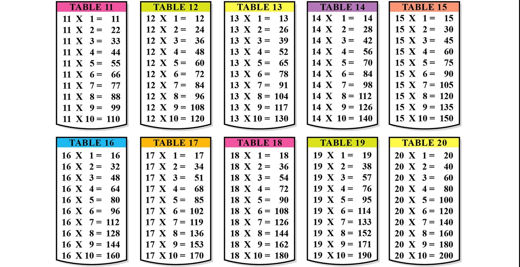 TABLE 11
11 X 1 = 11
11 X 2 = 22
11 X 3 = 33
11 X 4 = 44
11 X 5 = 55
11 X 6 = 66
11 X 7 = 77
11 X 8 = 88
11 X 9 = 99
11 X 10 = 110
TABLE 12
12 X 1 = 12
12 X 2 = 24
12 X 3 = 36
12 X 4 = 48
12 X 5 = 60
12 X 6 = 72
12 X 7 = 84
12 X 8 = 96
12 X 9 = 108
12 X 10 = 120
TABLE 13
13 X 1 = 13
13 X 2 = 26
13 X 3 = 39
13 X 4 = 52
13 X 5 = 65
13 X 6 = 78
13 X 7 = 91
13 X 8 = 104
13 X 9 = 117
13 X 10 = 130
TABLE 14
14 X 1 = 14
14 X 2 = 28
14 X 3 = 42
14 X 4 = 56
14 X 5 = 70
14 X 6 = 84
14 X 7 = 98
14 X 8 = 112
14 X 9 = 126
14 X 10 = 140
TABLE 15
15 X 1 = 15
15 X 2 = 30
15 X 3 = 45
15 X 4 = 60
15 X 5 = 75
15 X 6 = 90
15 X 7 = 105
15 X 8 = 120
15 X 9 = 135
15 X 10 = 150
TABLE 16
16 X 1 = 16
16 X 2 = 32
16 X 3 = 48
16 X 4 = 64
16 X 5 = 80
16 X 6 = 96
16 X 7 = 112
16 X 8 = 128
16 X 9 = 144
16 X 10 = 160
TABLE 17
17 X 1 = 17
17 X 2 = 34
17 X 3 = 51
17 X 4 = 68
17 X 5 = 85
17 X 6 = 102
17 X 7 = 119
17 X 8 = 136
17 X 9 = 153
17 X 10 = 170
TABLE 18
18 X 1 = 18
18 X 2 = 36
18 X 3 = 54
18 X 4 = 72
18 X 5 = 90
18 X 6 = 108
18 X 7 = 126
18 X 8 = 144
18 X 9 = 162
18 X 10 = 180
TABLE 19
19 X 1 = 19
19 X 2 = 38
19 X 3 = 57
19 X 4 = 76
19 X 5 = 95
19 X 6 = 114
19 X 7 = 133
19 X 8 = 152
19 X 9 = 171
19 X 10 = 190
TABLE 20
20 X 1 = 20
20 X 2 = 40
20 X 3 = 60
20 X 4 = 80
20 X 5 = 100
20 X 6 = 120
20 X 7 = 140
20 X 8 = 160
20 X 9 = 180
20 X 10 = 200